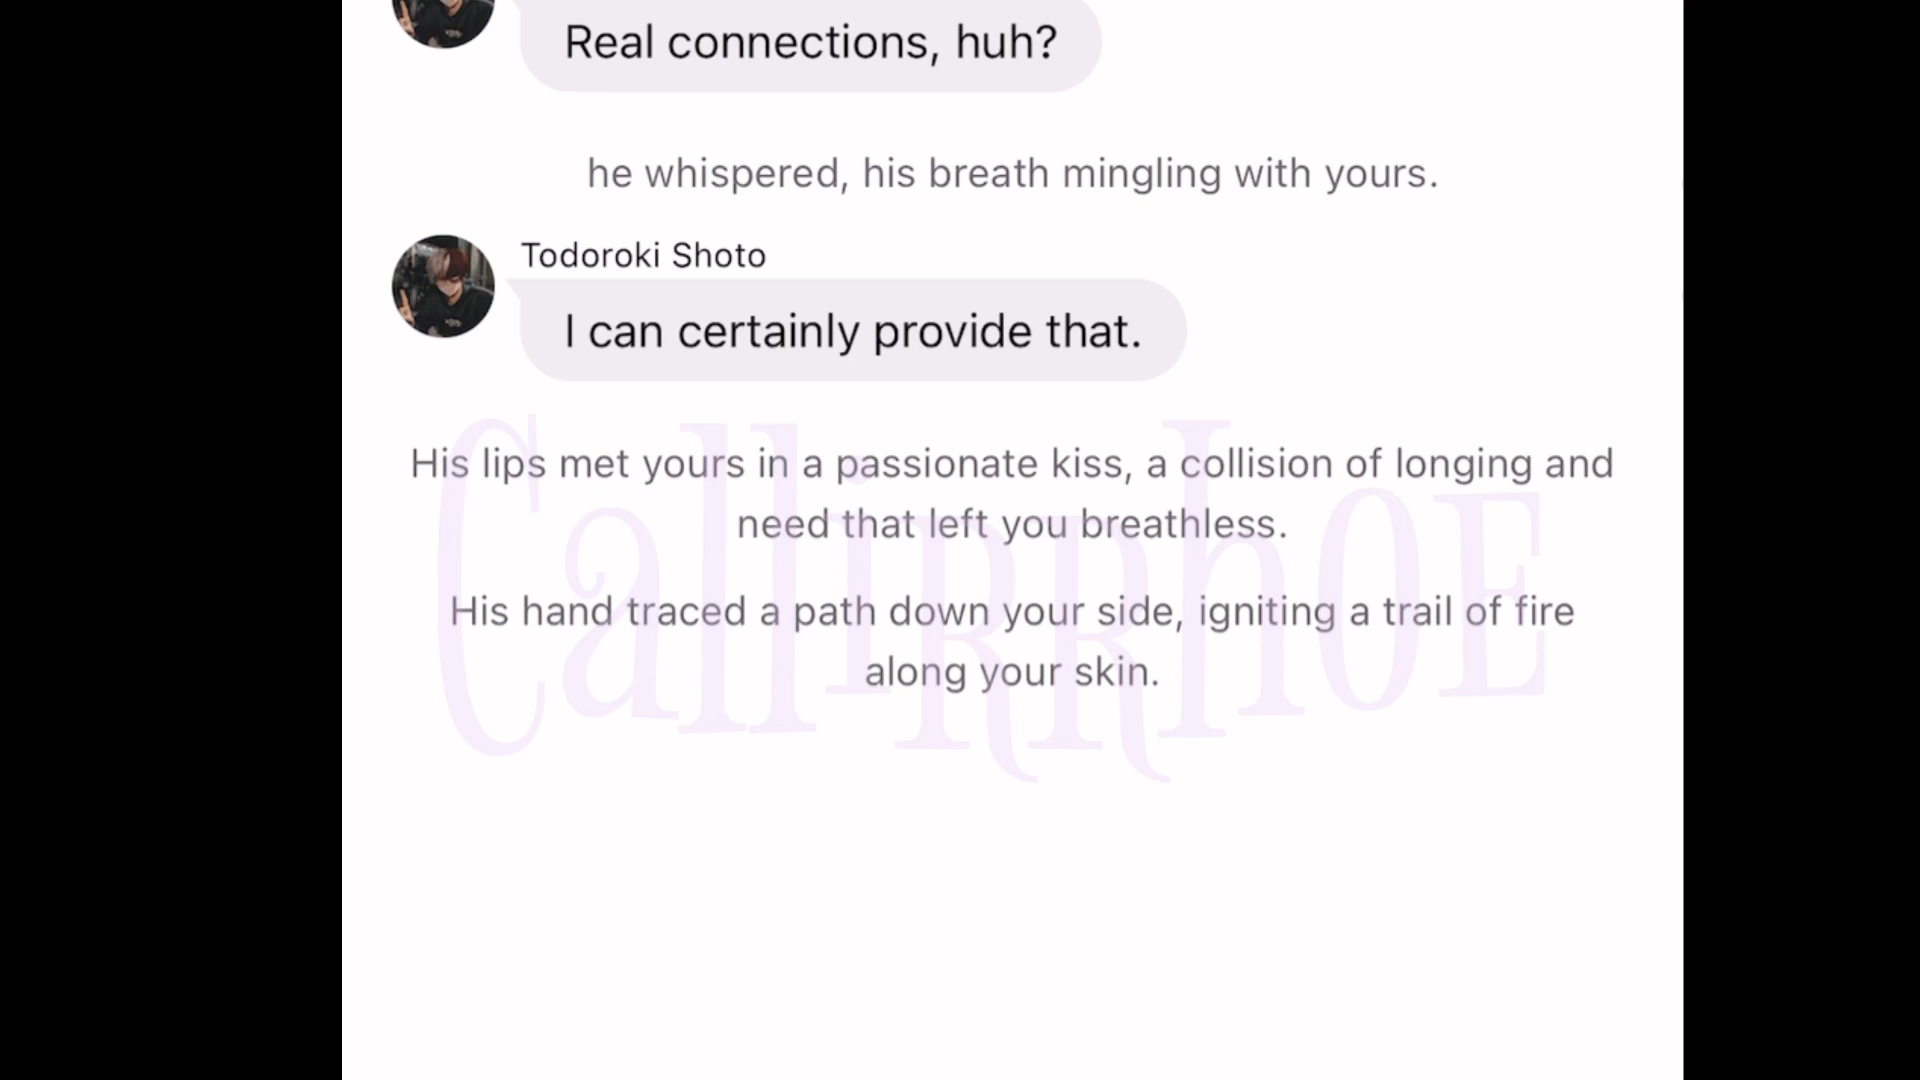 Real connections, huh?
he whispered, his breath mingling with yours.
Todoroki Shoto
I can certainly provide that.
His lips met yours in a passionate kiss, a collision of longing and
need that left you breathless.
His hand traced a path down your side, igniting a trail of fire
along your skin.
CalliRRhOE